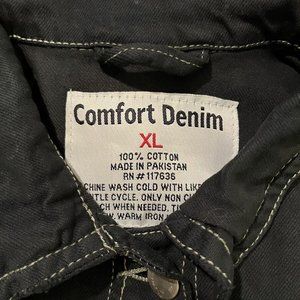 Comfort Denim
XL
100% COTTON
MADE IN PAKISTAN
RN # 117636
CHINE WASH COLD WITH LIKE
TLE CYCLE. ONLY NON
CH WHEN NEEDED.
W. WARM IRON